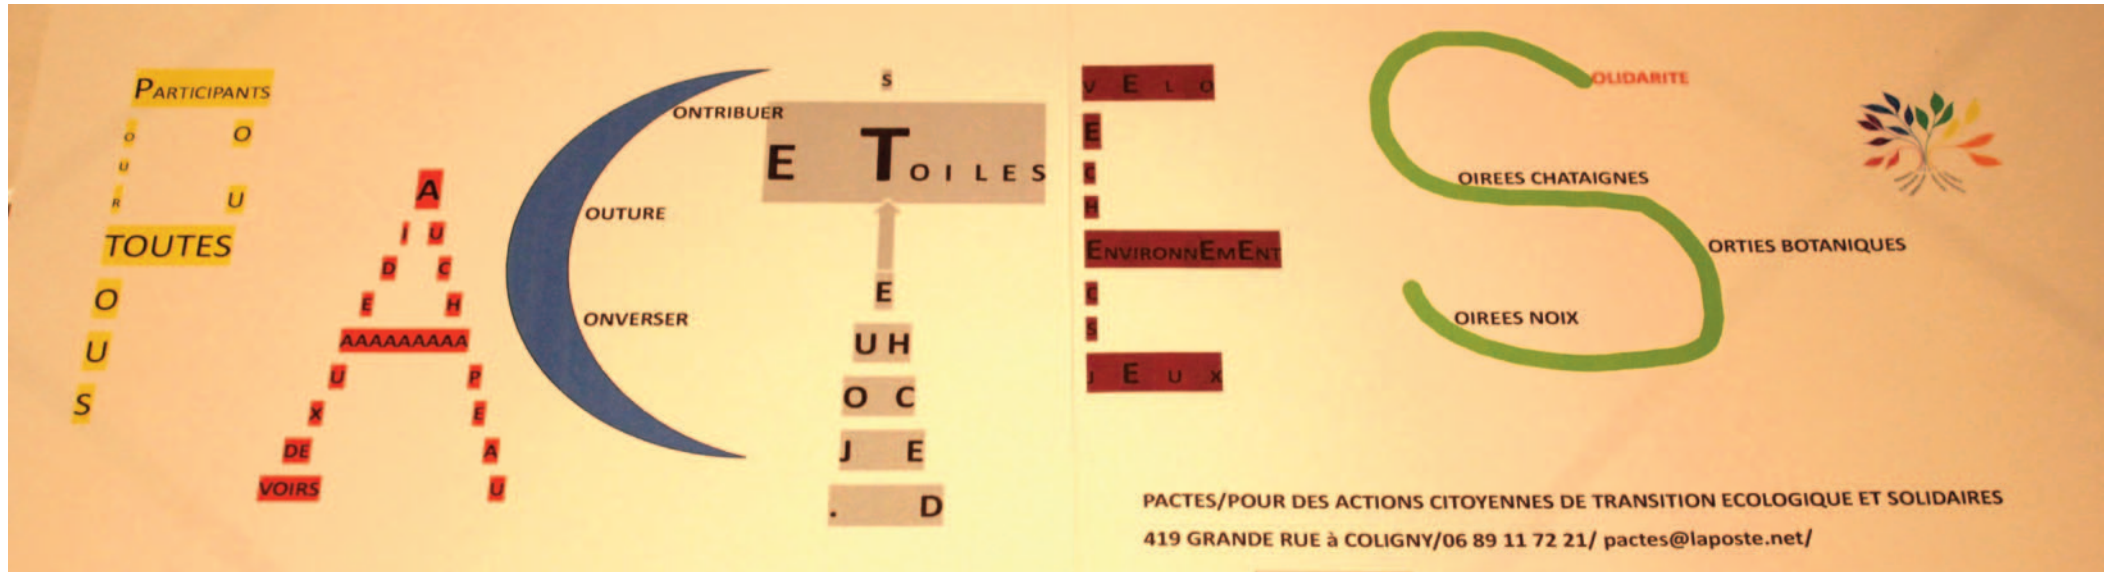 PARTICIPANTS
O O
U U
R
TOUTES
O
U
S
A
I U
D C
E H
AAAAAAAAA
U P
X E
DE A
VOIRS U
ONTRIBUER
OUTURE
ONVERSER
S
E TOILES
E
U H
O C
J E
. D
VELO
E
C
H
ENVIRONNEMENT
C
S
JEUX
OLIDARITE
OIREES CHATAIGNES
ORTIES BOTANIQUES
OIREES NOIX
PACTES/POUR DES ACTIONS CITOYENNES DE TRANSITION ECOLOGIQUE ET SOLIDAIRES
419 GRANDE RUE à COLIGNY/06 89 11 72 21/ pactes@laposte.net/